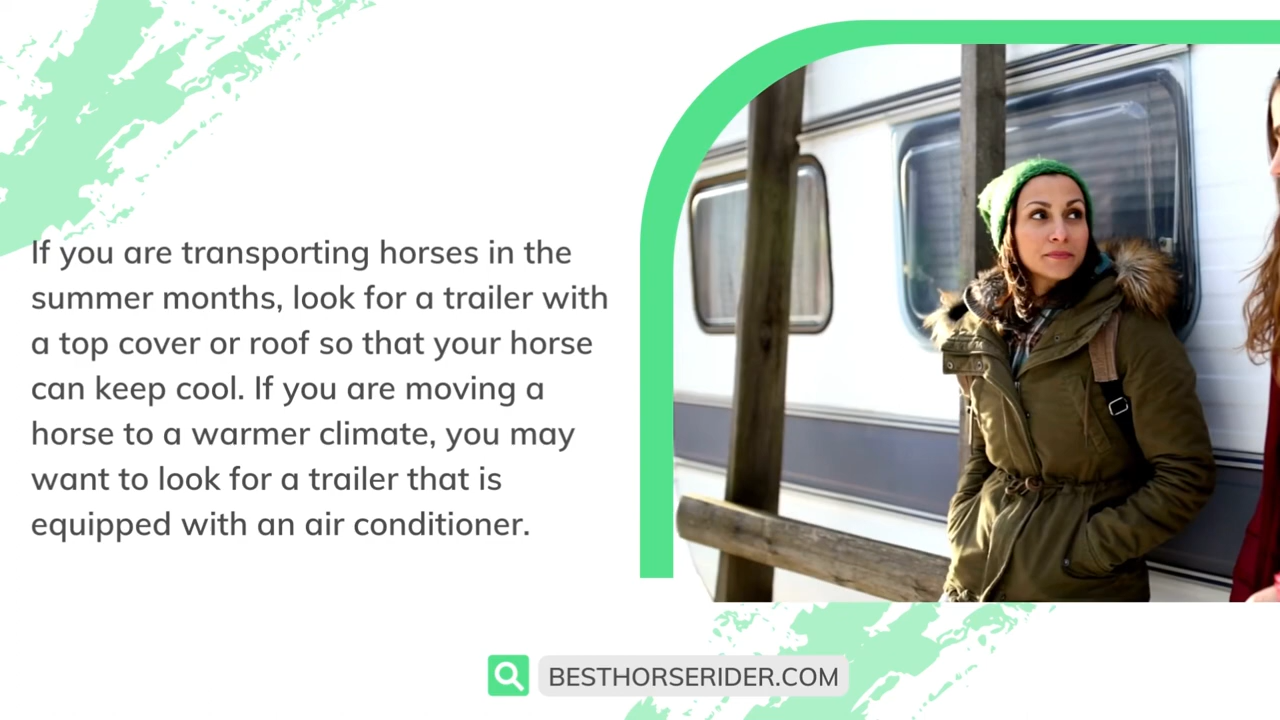 If you are transporting horses in the
summer months, look for a trailer with
a top cover or roof so that your horse
can keep cool. If you are moving a
horse to a warmer climate, you may
want to look for a trailer that is
equipped with an air conditioner.
BESTHORSERIDER.COM